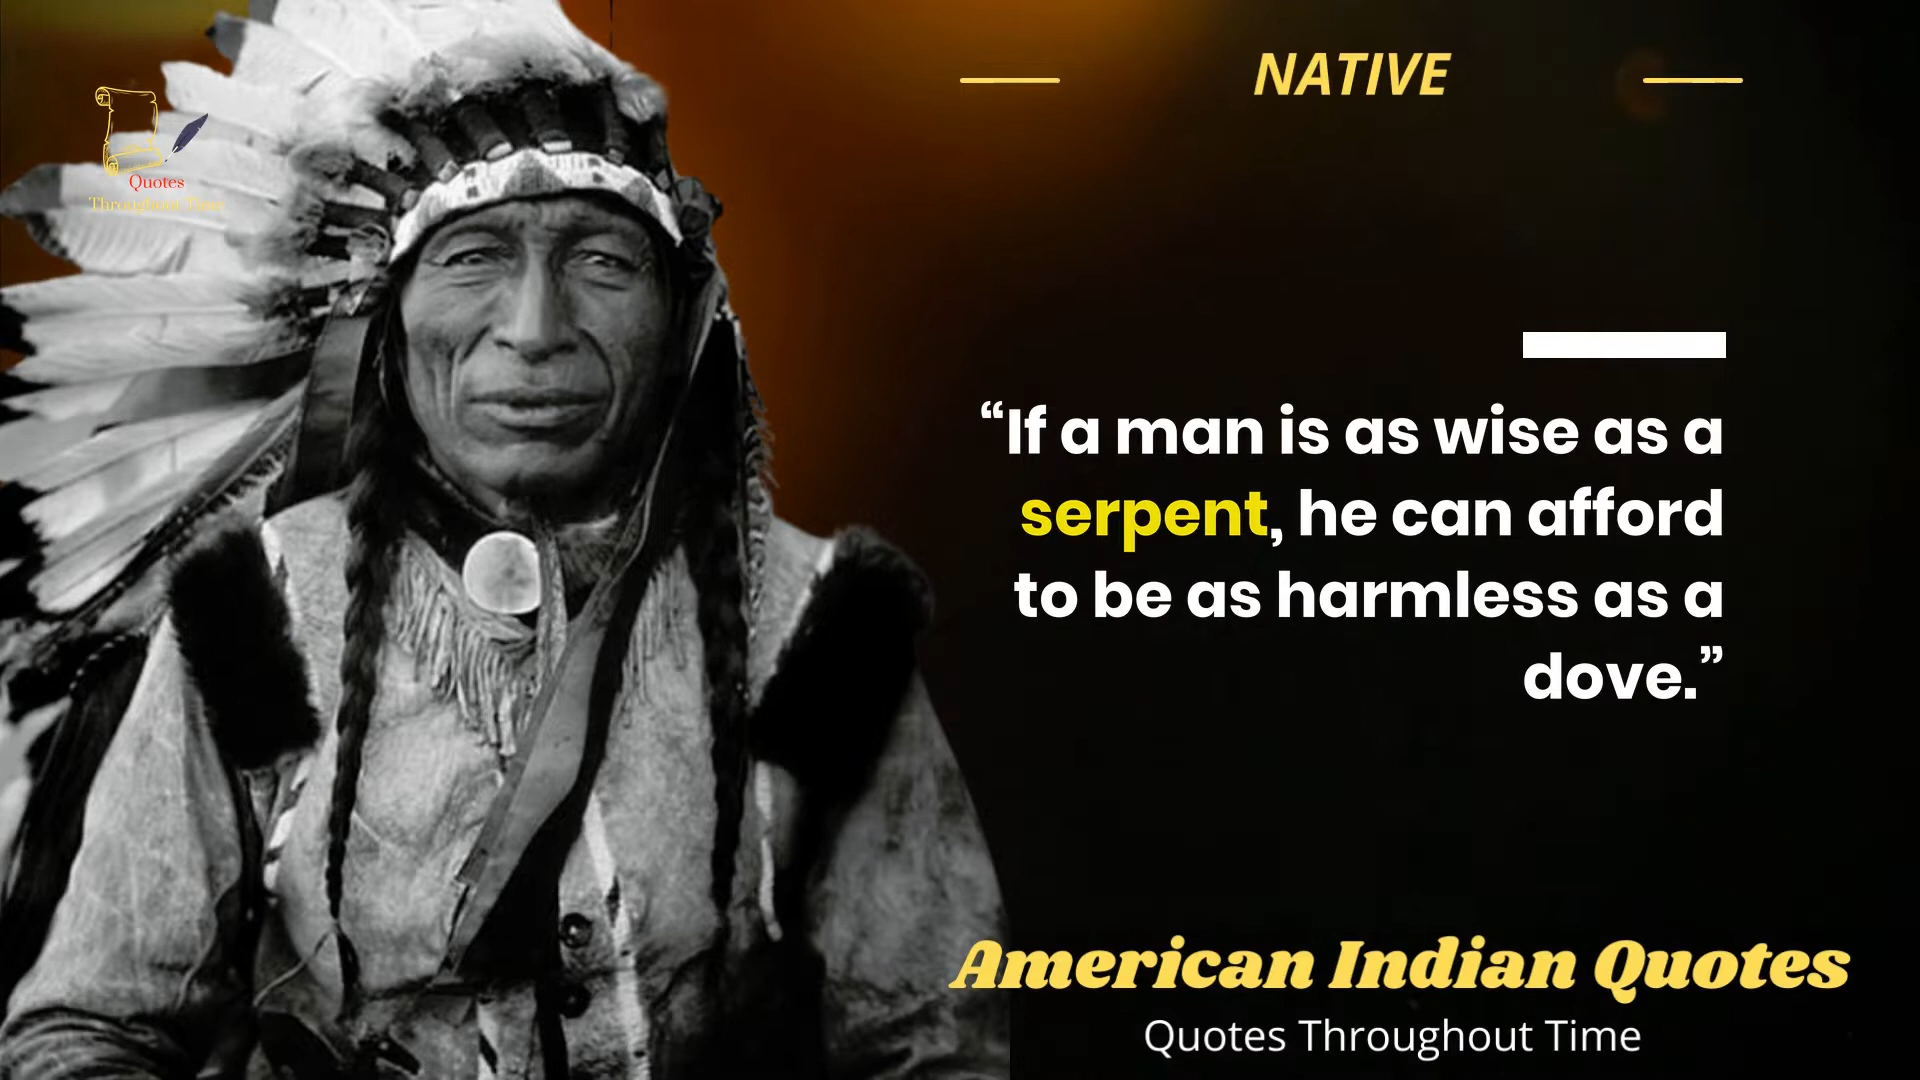 Quotes
Throughout Time
NATIVE
“If a man is as wise as a
serpent, he can afford
to be as harmless as a
dove.”
American Indian Quotes
Quotes Throughout Time